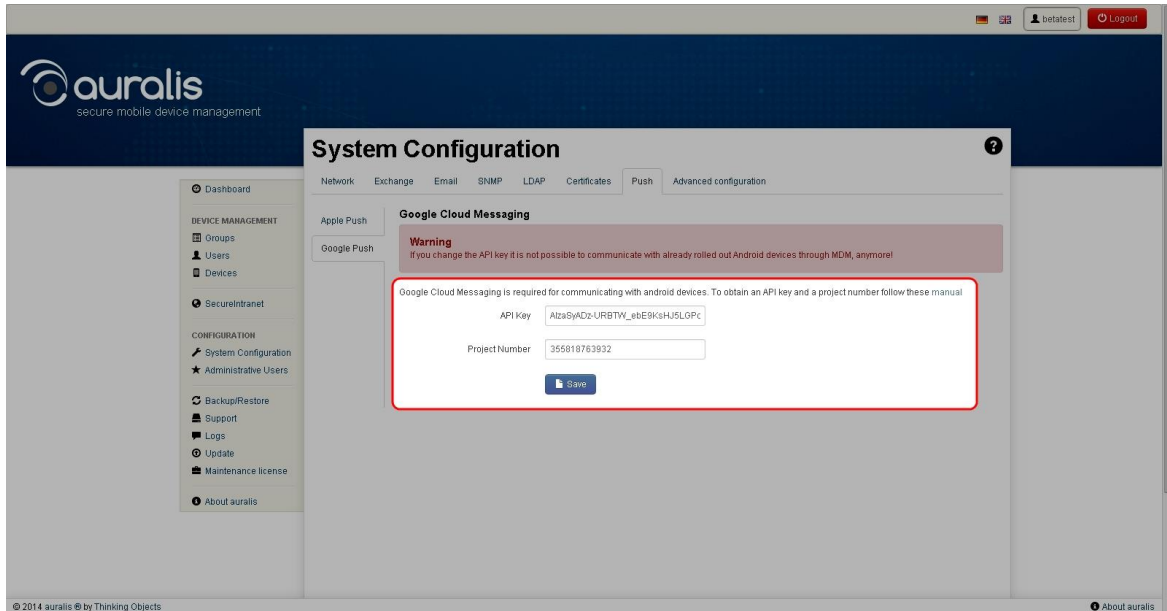 betatest
Logout
auralis
secure mobile device management
System Configuration
Network Exchange Email SNMP LDAP Certificates Push Advanced configuration
Dashboard
DEVICE MANAGEMENT
Groups
Users
Devices
SecureIntranet
CONFIGURATION
System Configuration
Administrative Users
Backup/Restore
Support
Logs
Update
Maintenance license
About auralis
Apple Push
Google Push
Google Cloud Messaging
Warning
If you change the API key it is not possible to communicate with already rolled out Android devices through MDM, anymore!
Google Cloud Messaging is required for communicating with android devices. To obtain an API key and a project number follow these manual
API Key AIzaSyADz-URBTW_ebE9KsHJ5LGPc
Project Number 355818763932
Save
© 2014 auralis ® by Thinking Objects
About auralis